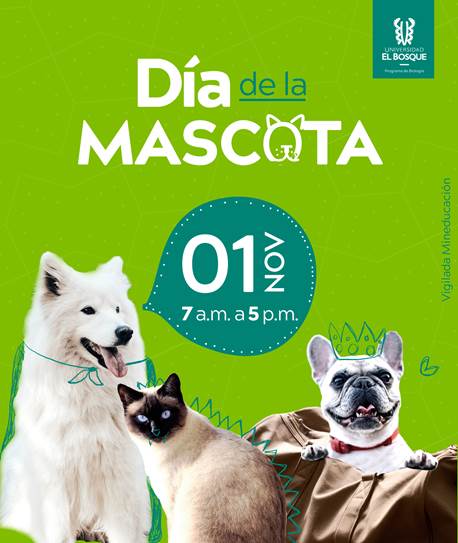 UNIVERSIDAD
EL BOSQUE
Programa de Biología
Día de la
MASCOTA
Vigilada Mineducación
01 NOV
7 a.m. a 5 p.m.